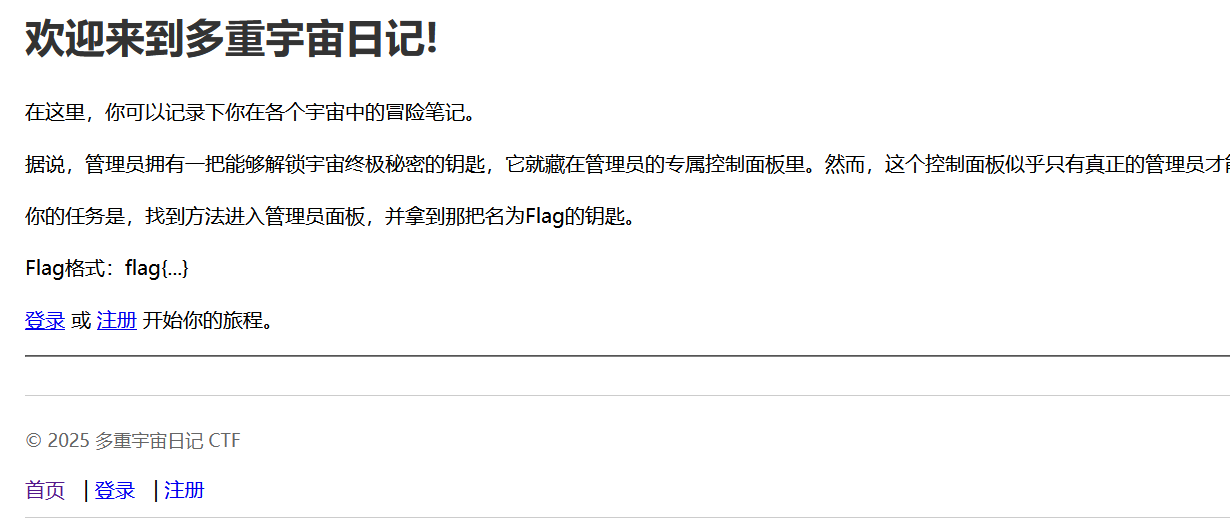 欢迎来到多重宇宙日记!
在这里，你可以记录下你在各个宇宙中的冒险笔记。
据说，管理员拥有一把能够解锁宇宙终极秘密的钥匙，它就藏在管理员的专属控制面板里。然而，这个控制面板似乎只有真正的管理员才
你的任务是，找到方法进入管理员面板，并拿到那把名为Flag的钥匙。
Flag格式：flag{...}
登录 或 注册 开始你的旅程。
© 2025 多重宇宙日记 CTF
首页 | 登录 | 注册